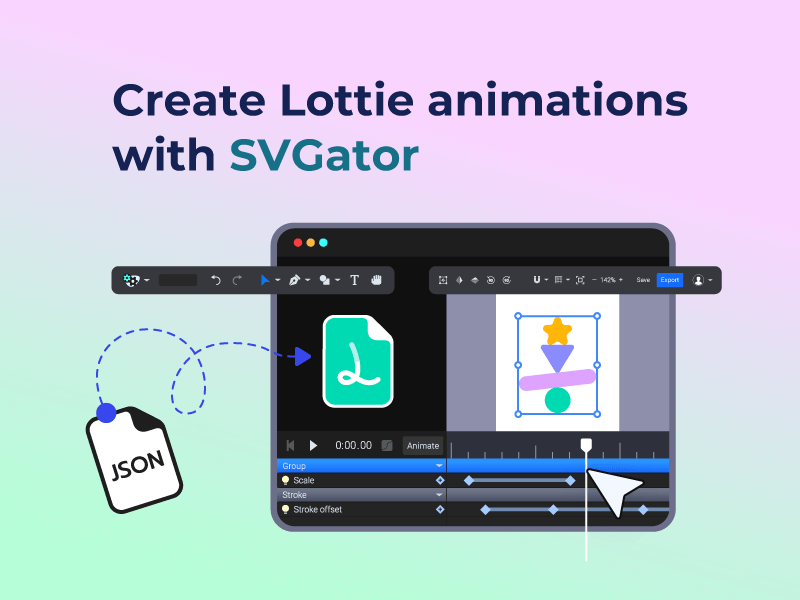 Create Lottie animations
with SVGator
T
U
142%
Save
Export
JSON
0:00.00
Animate
Group
Scale
Stroke
Stroke offset